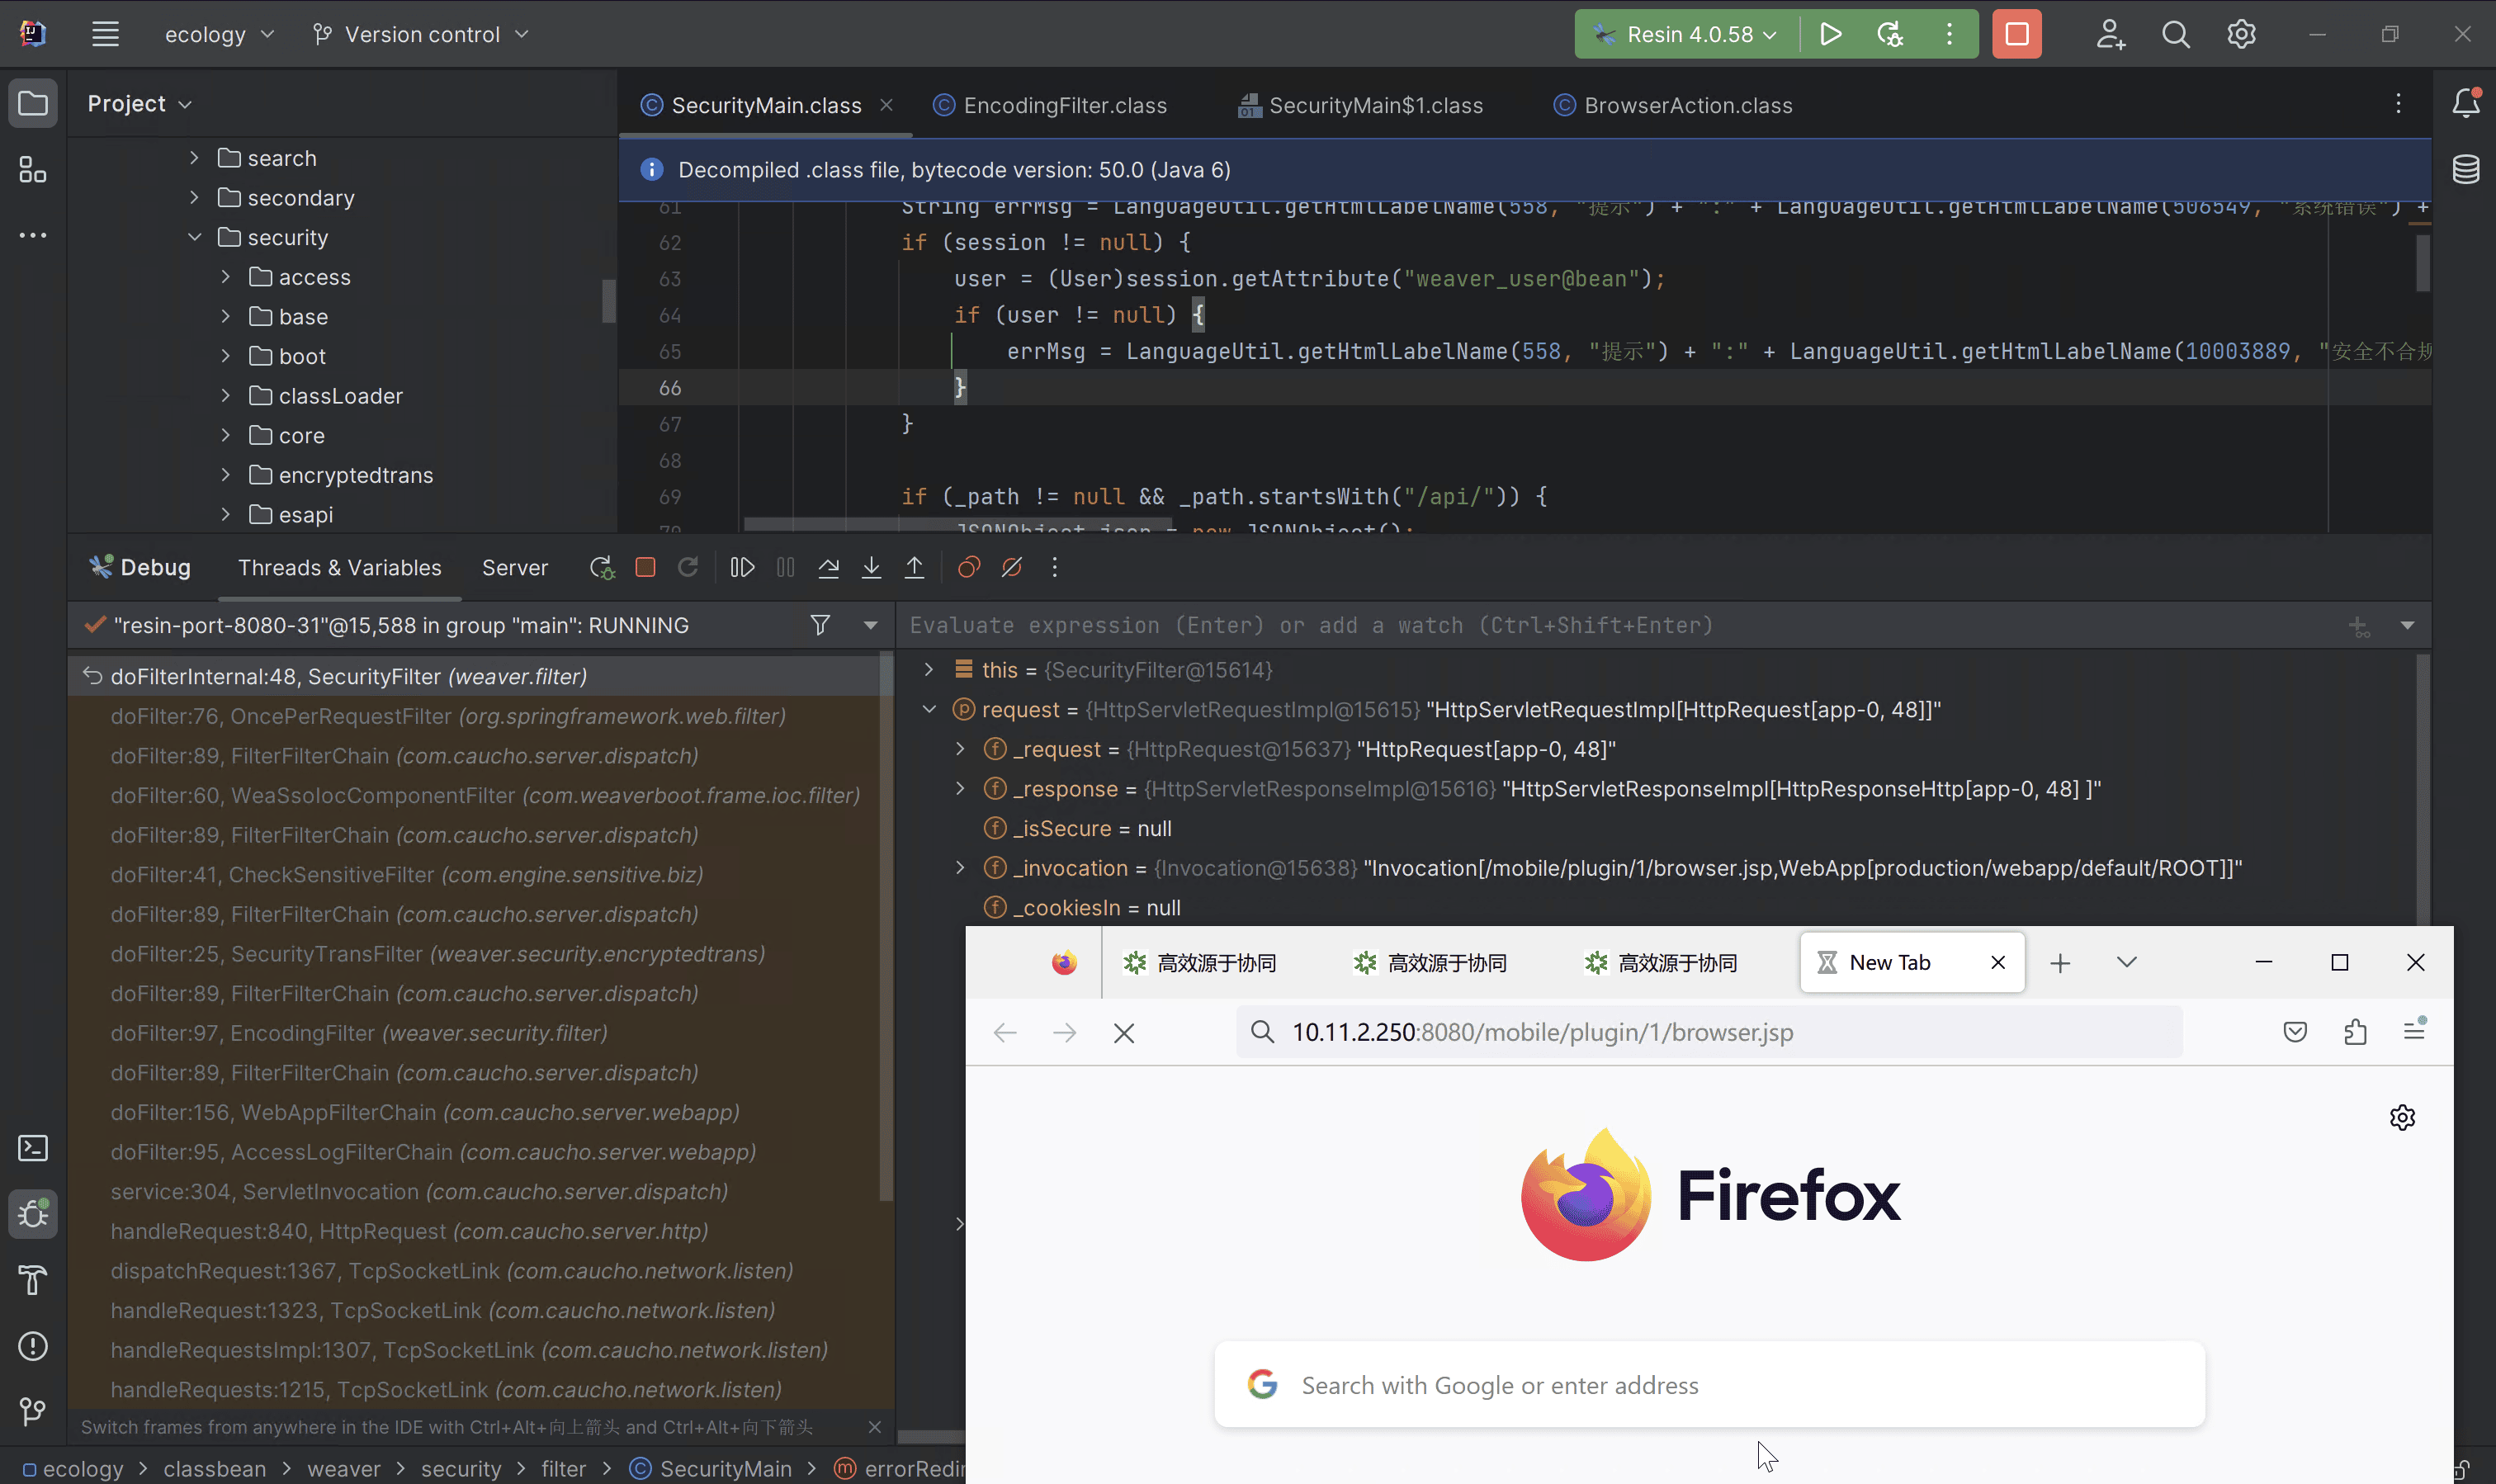 ecology Version control Resin 4.0.58
Project
search
secondary
security
access
base
boot
classLoader
core
encryptedtrans
esapi
SecurityMain.class EncodingFilter.class SecurityMain$1.class BrowserAction.class
Decompiled .class file, bytecode version: 50.0 (Java 6)
61 String errMsg = LanguageUtil.getHtmlLabelName(558, "提示") + ":" + LanguageUtil.getHtmlLabelName(506549, "系统错误") +
62 if (session != null) {
63 user = (User)session.getAttribute("weaver_user@bean");
64 if (user != null) {
65 errMsg = LanguageUtil.getHtmlLabelName(558, "提示") + ":" + LanguageUtil.getHtmlLabelName(10003889, "安全不合规
66 }
67 }
68
69 if (_path != null && _path.startsWith("/api/")) {
70 JSONObject json = new JSONObject();
Debug Threads & Variables Server
"resin-port-8080-31"@15,588 in group "main": RUNNING
doFilterInternal:48, SecurityFilter (weaver.filter)
doFilter:76, OncePerRequestFilter (org.springframework.web.filter)
doFilter:89, FilterFilterChain (com.caucho.server.dispatch)
doFilter:60, WeaSsoIocComponentFilter (com.weaverboot.frame.ioc.filter)
doFilter:89, FilterFilterChain (com.caucho.server.dispatch)
doFilter:41, CheckSensitiveFilter (com.engine.sensitive.biz)
doFilter:89, FilterFilterChain (com.caucho.server.dispatch)
doFilter:25, SecurityTransFilter (weaver.security.encryptedtrans)
doFilter:89, FilterFilterChain (com.caucho.server.dispatch)
doFilter:97, EncodingFilter (weaver.security.filter)
doFilter:89, FilterFilterChain (com.caucho.server.dispatch)
doFilter:156, WebAppFilterChain (com.caucho.server.webapp)
doFilter:95, AccessLogFilterChain (com.caucho.server.webapp)
service:304, ServletInvocation (com.caucho.server.dispatch)
handleRequest:840, HttpRequest (com.caucho.server.http)
dispatchRequest:1367, TcpSocketLink (com.caucho.network.listen)
handleRequest:1323, TcpSocketLink (com.caucho.network.listen)
handleRequestsImpl:1307, TcpSocketLink (com.caucho.network.listen)
handleRequests:1215, TcpSocketLink (com.caucho.network.listen)
Switch frames from anywhere in the IDE with Ctrl+Alt+向上箭头 and Ctrl+Alt+向下箭头
Evaluate expression (Enter) or add a watch (Ctrl+Shift+Enter)
this = {SecurityFilter@15614}
request = {HttpServletRequestImpl@15615} "HttpServletRequestImpl[HttpRequest[app-0, 48]]"
_request = {HttpRequest@15637} "HttpRequest[app-0, 48]"
_response = {HttpServletResponseImpl@15616} "HttpServletResponseImpl[HttpResponseHttp[app-0, 48] ]"
_isSecure = null
_invocation = {Invocation@15638} "Invocation[/mobile/plugin/1/browser.jsp,WebApp[production/webapp/default/ROOT]]"
_cookiesIn = null
高效源于协同 高效源于协同 高效源于协同 New Tab
10.11.2.250:8080/mobile/plugin/1/browser.jsp
Firefox
Search with Google or enter address
ecology > classbean > weaver > security > filter > SecurityMain > errorRedir